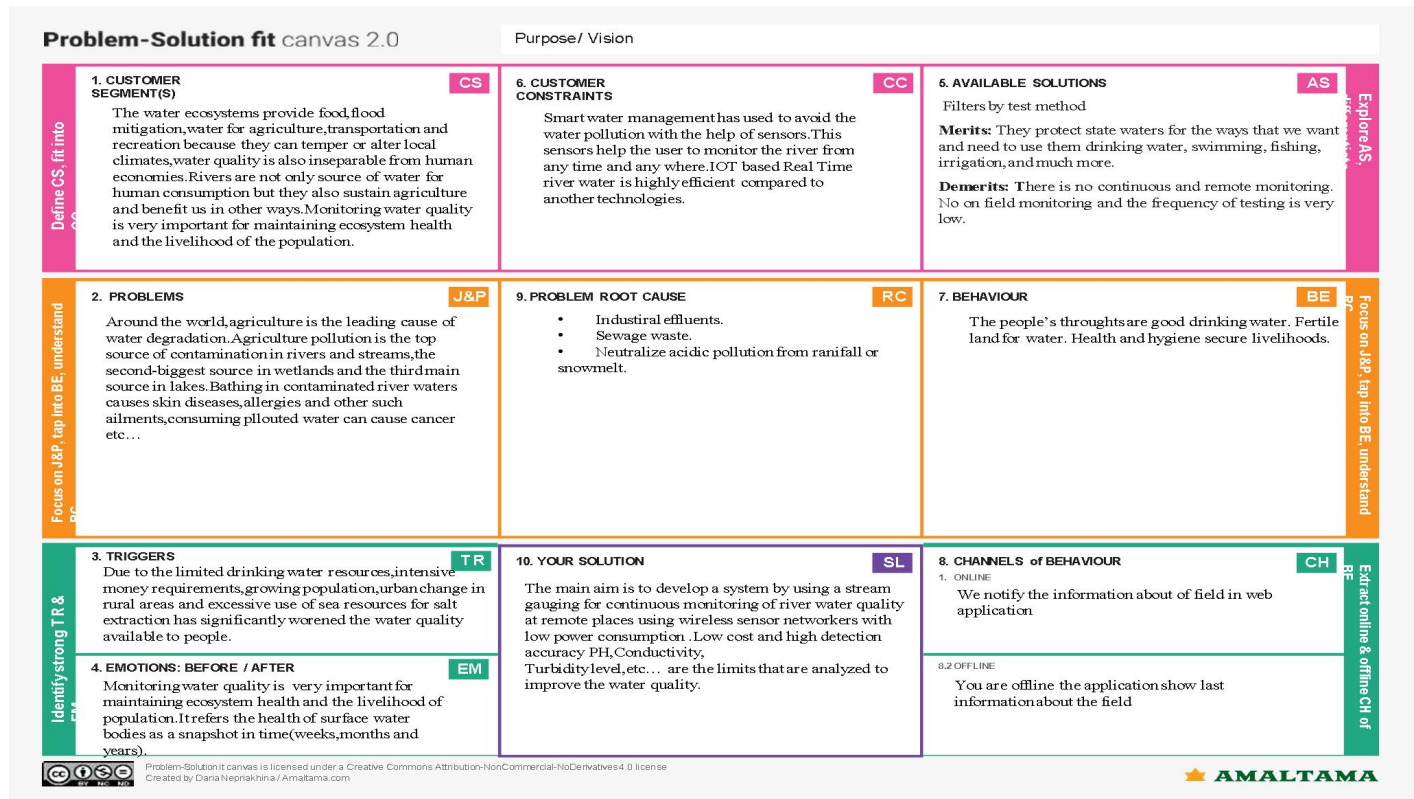 Problem-Solution fit canvas 2.0
Purpose/ Vision
Define CS, fit into
CC
1. CUSTOMER
SEGMENT(S)
CS
The water ecosystems provide food,flood
mitigation,water for agriculture,transportation and
recreation because they can temper or alter local
climates,water quality is also inseparable from human
economies.Rivers are not only source of water for
human consumption but they also sustain agriculture
and benefit us in other ways.Monitoring water quality
is very important for maintaining ecosystem health
and the livelihood of the population.
6. CUSTOMER
CONSTRAINTS
CC
Smart water management has used to avoid the
water pollution with the help of sensors.This
sensors help the user to monitor the river from
any time and any where.IOT based Real Time
river water is highly efficient compared to
another technologies.
5. AVAILABLE SOLUTIONS
AS
Filters by test method
Merits: They protect state waters for the ways that we want
and need to use them drinking water, swimming, fishing,
irrigation, and much more.
Demerits: There is no continuous and remote monitoring.
No on field monitoring and the frequency of testing is very
low.
Explore AS,
Focus on J&P, tap into BE, understand
RC
2. PROBLEMS
J&P
Around the world,agriculture is the leading cause of
water degradation.Agriculture pollution is the top
source of contamination in rivers and streams,the
second-biggest source in wetlands and the third main
source in lakes.Bathing in contaminated river waters
causes skin diseases,allergies and other such
ailments,consuming pllouted water can cause cancer
etc…
9. PROBLEM ROOT CAUSE
RC
• Industiral effluents.
• Sewage waste.
• Neutralize acidic pollution from ranifall or
snowmelt.
7. BEHAVIOUR
BE
The people's throughts are good drinking water. Fertile
land for water. Health and hygiene secure livelihoods.
Focus on J&P, tap into BE, understand
RC
Identify strong TR &
EM
3. TRIGGERS
TR
Due to the limited drinking water resources,intensive
money requirements,growing population,urban change in
rural areas and excessive use of sea resources for salt
extraction has significantly worened the water quality
available to people.
4. EMOTIONS: BEFORE / AFTER
EM
Monitoring water quality is very important for
maintaining ecosystem health and the livelihood of
population.It refers the health of surface water
bodies as a snapshot in time(weeks,months and
years).
10. YOUR SOLUTION
SL
The main aim is to develop a system by using a stream
gauging for continuous monitoring of river water quality
at remote places using wireless sensor networkers with
low power consumption .Low cost and high detection
accuracy PH,Conductivity,
Turbidity level,etc… are the limits that are analyzed to
improve the water quality.
8. CHANNELS of BEHAVIOUR
CH
1. ONLINE
We notify the information about of field in web
application
8.2 OFFLINE
You are offline the application show last
information about the field
Extract online & offline CH of
BE
CC BY NC ND
Problem-Solution it canvas is licensed under a Creative Commons Attribution-NonCommercial-NoDerivatives 4.0 license
Created by Daria Nepriakhina / Amaltama.com
AMALTAMA